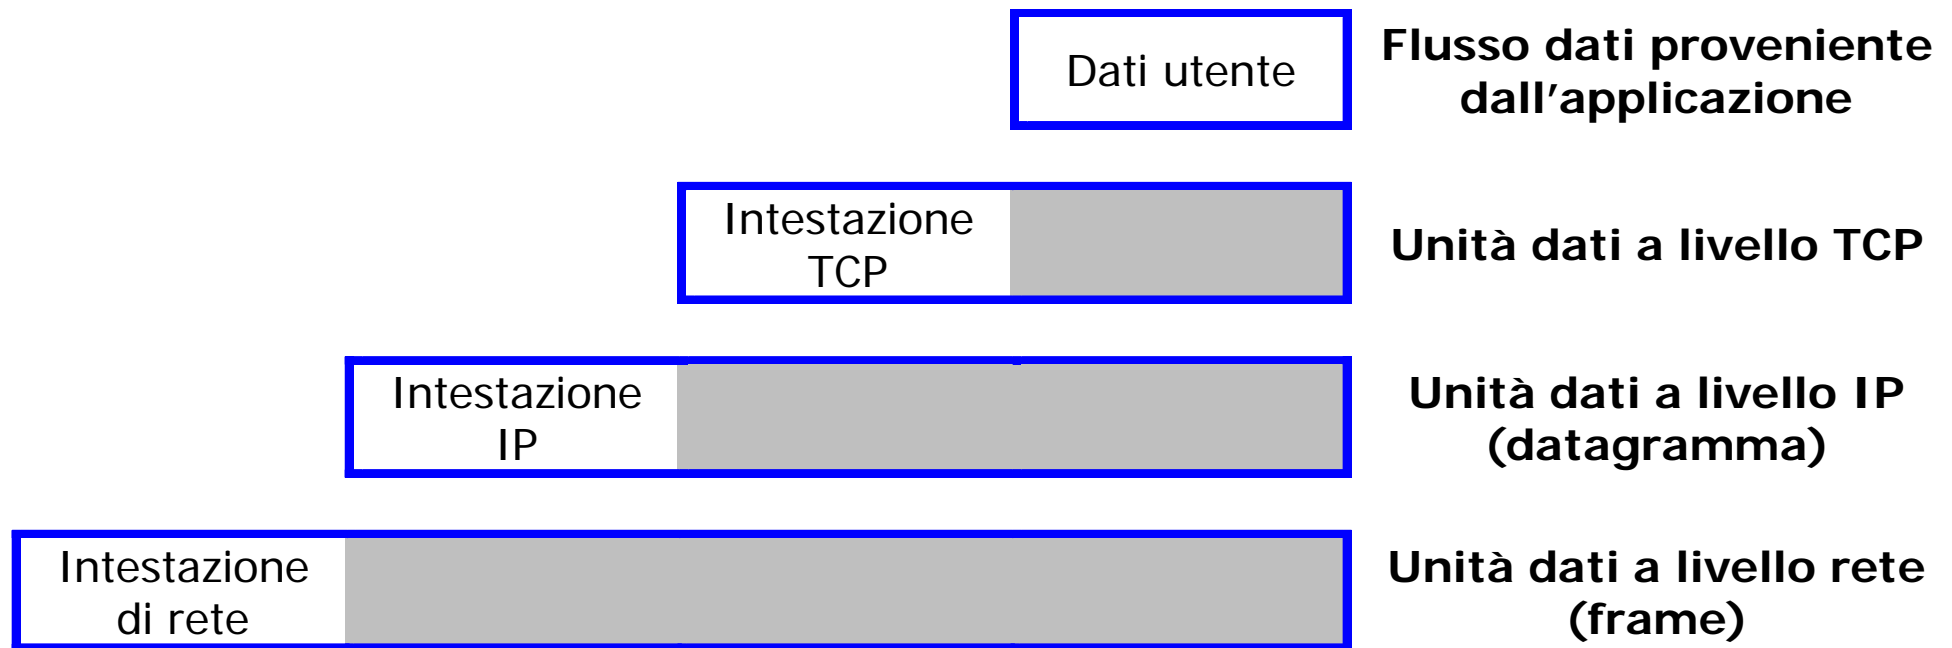 Dati utente
Flusso dati proveniente
dall’applicazione
Intestazione
TCP
Unità dati a livello TCP
Intestazione
IP
Unità dati a livello IP
(datagramma)
Intestazione
di rete
Unità dati a livello rete
(frame)